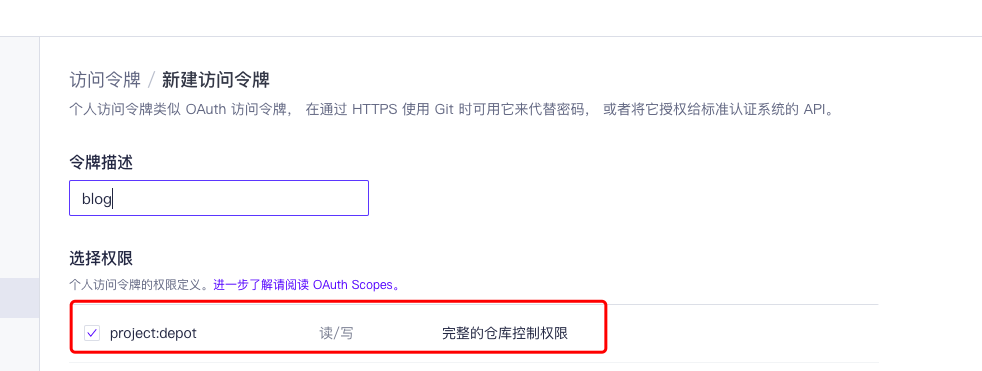 访问令牌 / 新建访问令牌
个人访问令牌类似 OAuth 访问令牌， 在通过 HTTPS 使用 Git 时可用它来代替密码， 或者将它授权给标准认证系统的 API。
令牌描述
blog
选择权限
个人访问令牌的权限定义。进一步了解请阅读 OAuth Scopes。
project:depot 读/写 完整的仓库控制权限